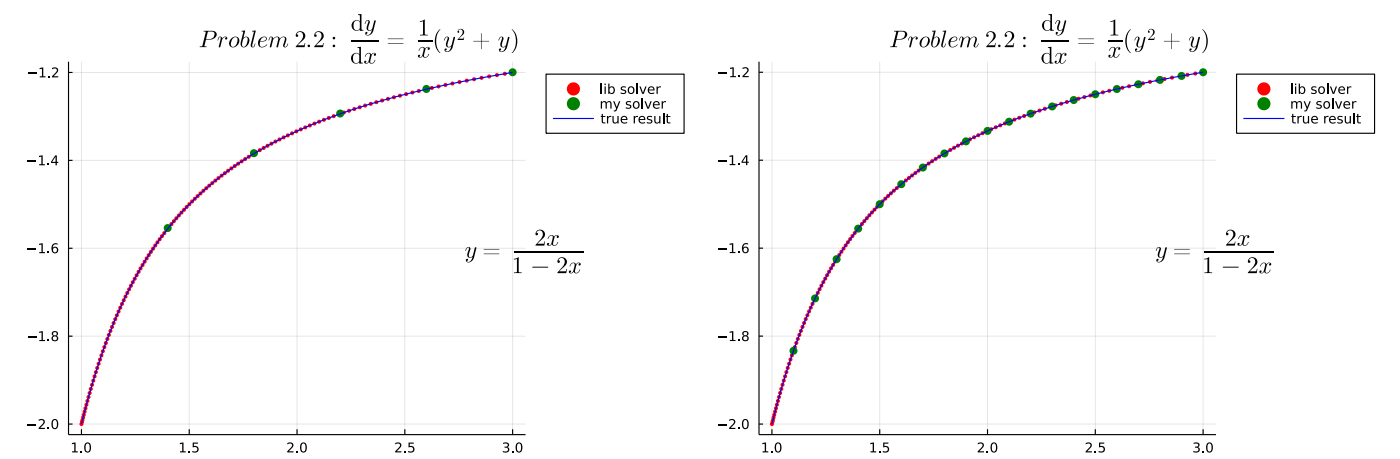 Problem 2.2 : dy/dx = 1/x (y² + y)
lib solver
my solver
true result
−1.2
−1.4
−1.6
−1.8
−2.0
y = 2x/(1 − 2x)
1.0 1.5 2.0 2.5 3.0
Problem 2.2 : dy/dx = 1/x (y² + y)
lib solver
my solver
true result
−1.2
−1.4
−1.6
−1.8
−2.0
y = 2x/(1 − 2x)
1.0 1.5 2.0 2.5 3.0